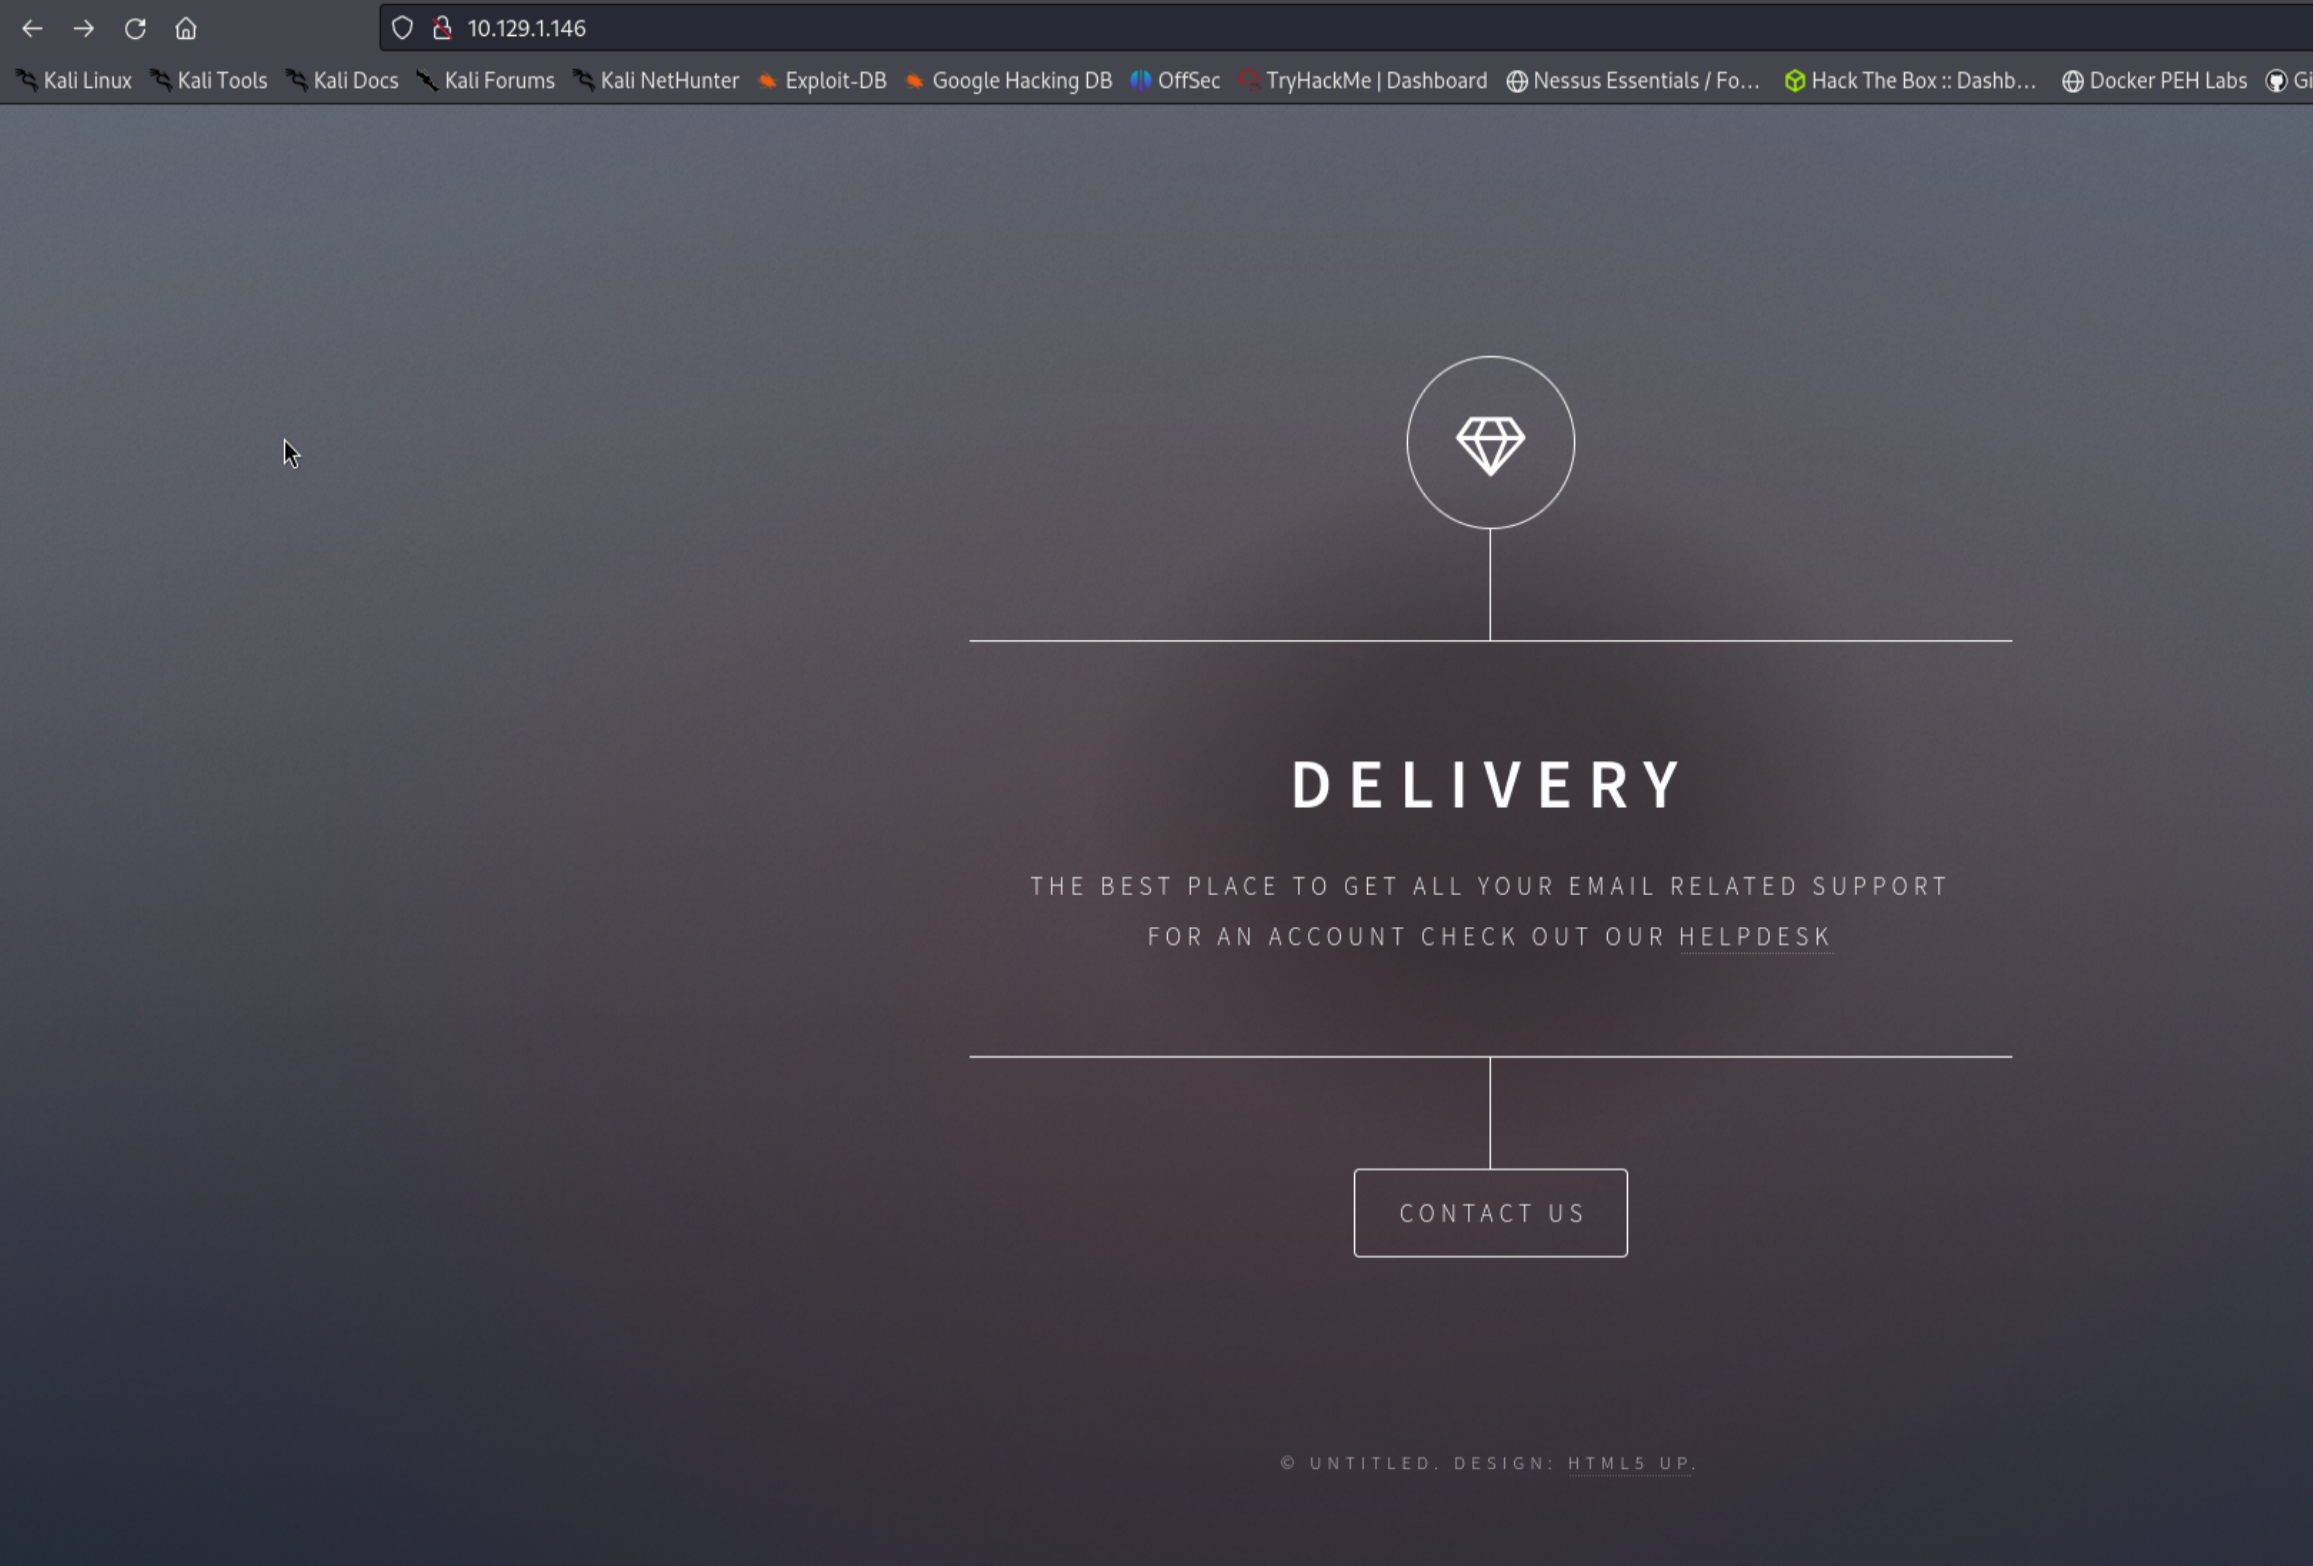 10.129.1.146
Kali Linux Kali Tools Kali Docs Kali Forums Kali NetHunter Exploit-DB Google Hacking DB OffSec TryHackMe | Dashboard Nessus Essentials / Fo... Hack The Box :: Dashb... Docker PEH Labs Gi
DELIVERY
THE BEST PLACE TO GET ALL YOUR EMAIL RELATED SUPPORT
FOR AN ACCOUNT CHECK OUT OUR HELPDESK
CONTACT US
© UNTITLED. DESIGN: HTML5 UP.